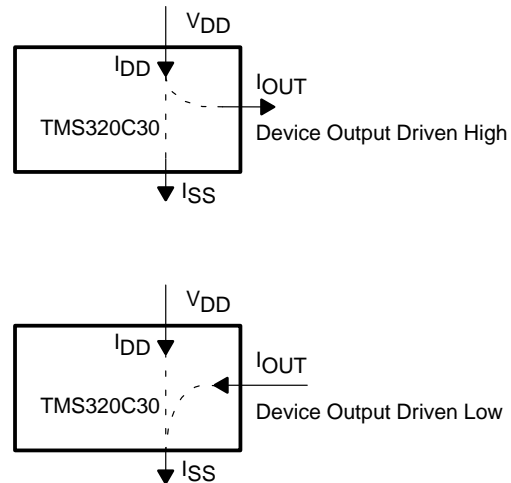 VDD
IDD
IOUT
TMS320C30
Device Output Driven High
ISS
VDD
IDD
IOUT
TMS320C30
Device Output Driven Low
ISS